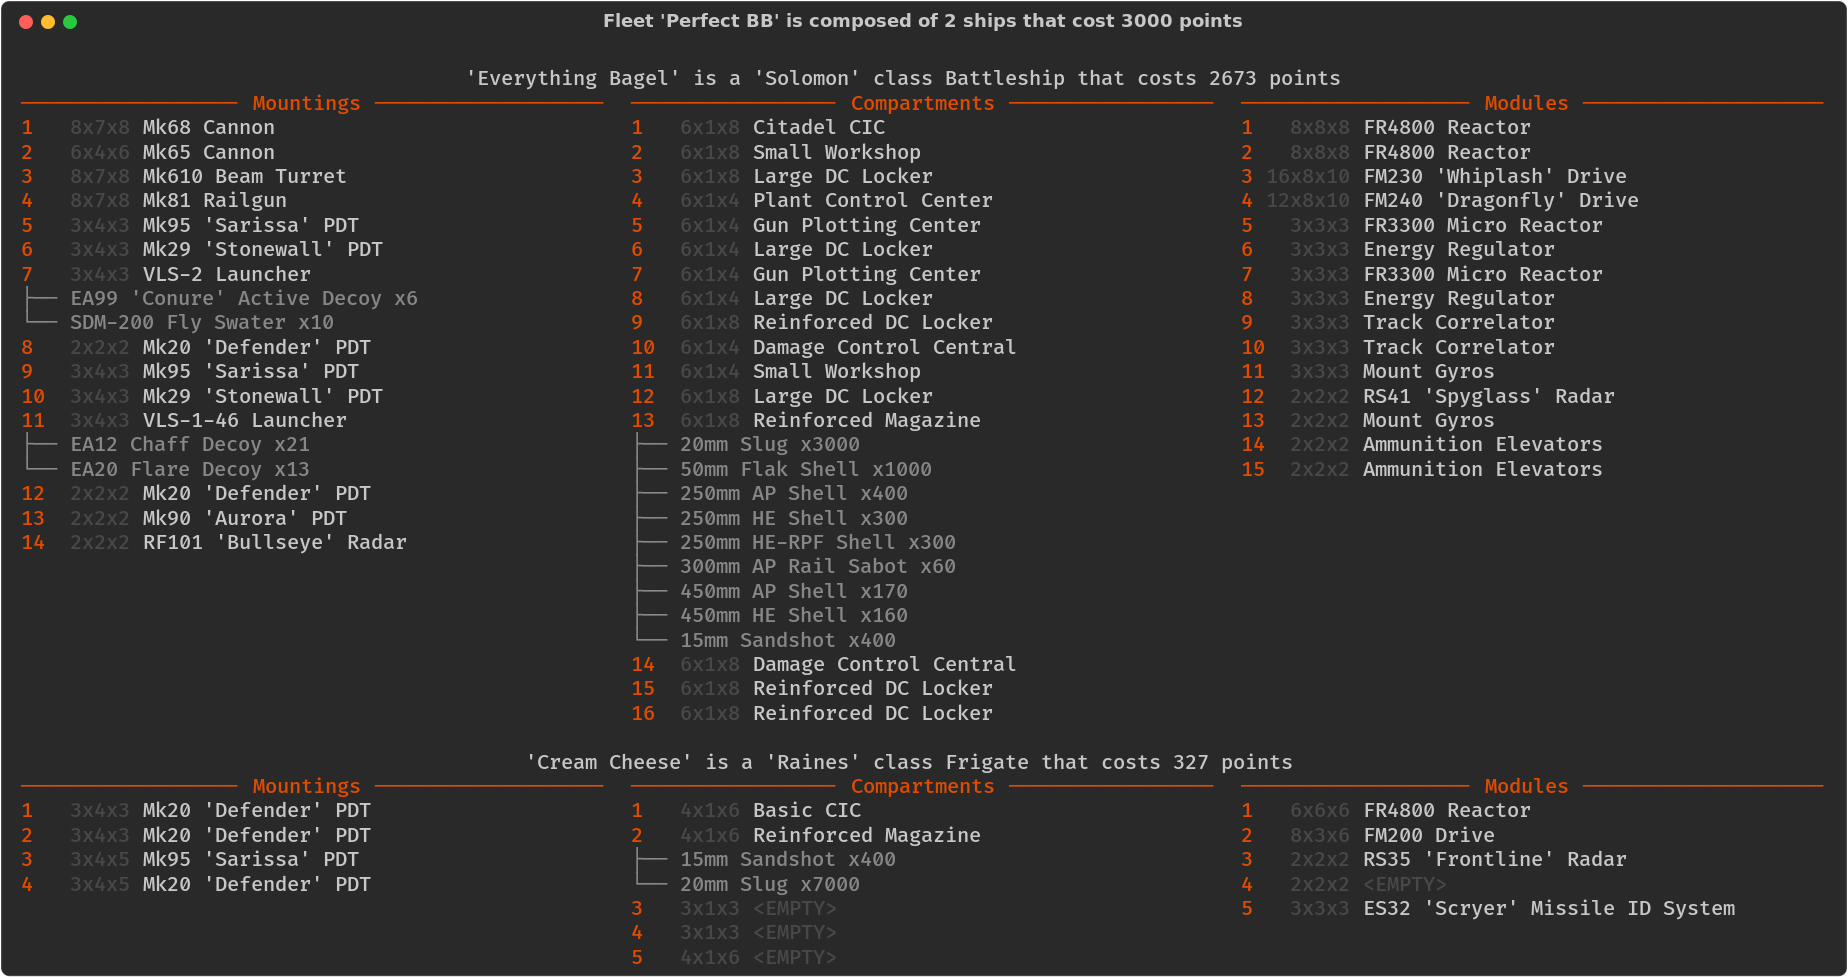 Fleet 'Perfect BB' is composed of 2 ships that cost 3000 points
'Everything Bagel' is a 'Solomon' class Battleship that costs 2673 points
Mountings
1 8x7x8 Mk68 Cannon
2 6x4x6 Mk65 Cannon
3 8x7x8 Mk610 Beam Turret
4 8x7x8 Mk81 Railgun
5 3x4x3 Mk95 'Sarissa' PDT
6 3x4x3 Mk29 'Stonewall' PDT
7 3x4x3 VLS-2 Launcher
EA99 'Conure' Active Decoy x6
SDM-200 Fly Swater x10
8 2x2x2 Mk20 'Defender' PDT
9 3x4x3 Mk95 'Sarissa' PDT
10 3x4x3 Mk29 'Stonewall' PDT
11 3x4x3 VLS-1-46 Launcher
EA12 Chaff Decoy x21
EA20 Flare Decoy x13
12 2x2x2 Mk20 'Defender' PDT
13 2x2x2 Mk90 'Aurora' PDT
14 2x2x2 RF101 'Bullseye' Radar
Compartments
1 6x1x8 Citadel CIC
2 6x1x8 Small Workshop
3 6x1x8 Large DC Locker
4 6x1x4 Plant Control Center
5 6x1x4 Gun Plotting Center
6 6x1x4 Large DC Locker
7 6x1x4 Gun Plotting Center
8 6x1x4 Large DC Locker
9 6x1x8 Reinforced DC Locker
10 6x1x4 Damage Control Central
11 6x1x4 Small Workshop
12 6x1x8 Large DC Locker
13 6x1x8 Reinforced Magazine
20mm Slug x3000
50mm Flak Shell x1000
250mm AP Shell x400
250mm HE Shell x300
250mm HE-RPF Shell x300
300mm AP Rail Sabot x60
450mm AP Shell x170
450mm HE Shell x160
15mm Sandshot x400
14 6x1x8 Damage Control Central
15 6x1x8 Reinforced DC Locker
16 6x1x8 Reinforced DC Locker
Modules
1 8x8x8 FR4800 Reactor
2 8x8x8 FR4800 Reactor
3 16x8x10 FM230 'Whiplash' Drive
4 12x8x10 FM240 'Dragonfly' Drive
5 3x3x3 FR3300 Micro Reactor
6 3x3x3 Energy Regulator
7 3x3x3 FR3300 Micro Reactor
8 3x3x3 Energy Regulator
9 3x3x3 Track Correlator
10 3x3x3 Track Correlator
11 3x3x3 Mount Gyros
12 2x2x2 RS41 'Spyglass' Radar
13 2x2x2 Mount Gyros
14 2x2x2 Ammunition Elevators
15 2x2x2 Ammunition Elevators
'Cream Cheese' is a 'Raines' class Frigate that costs 327 points
Mountings
1 3x4x3 Mk20 'Defender' PDT
2 3x4x3 Mk20 'Defender' PDT
3 3x4x5 Mk95 'Sarissa' PDT
4 3x4x5 Mk20 'Defender' PDT
Compartments
1 4x1x6 Basic CIC
2 4x1x6 Reinforced Magazine
15mm Sandshot x400
20mm Slug x7000
3 3x1x3 <EMPTY>
4 3x1x3 <EMPTY>
5 4x1x6 <EMPTY>
Modules
1 6x6x6 FR4800 Reactor
2 8x3x6 FM200 Drive
3 2x2x2 RS35 'Frontline' Radar
4 2x2x2 <EMPTY>
5 3x3x3 ES32 'Scryer' Missile ID System